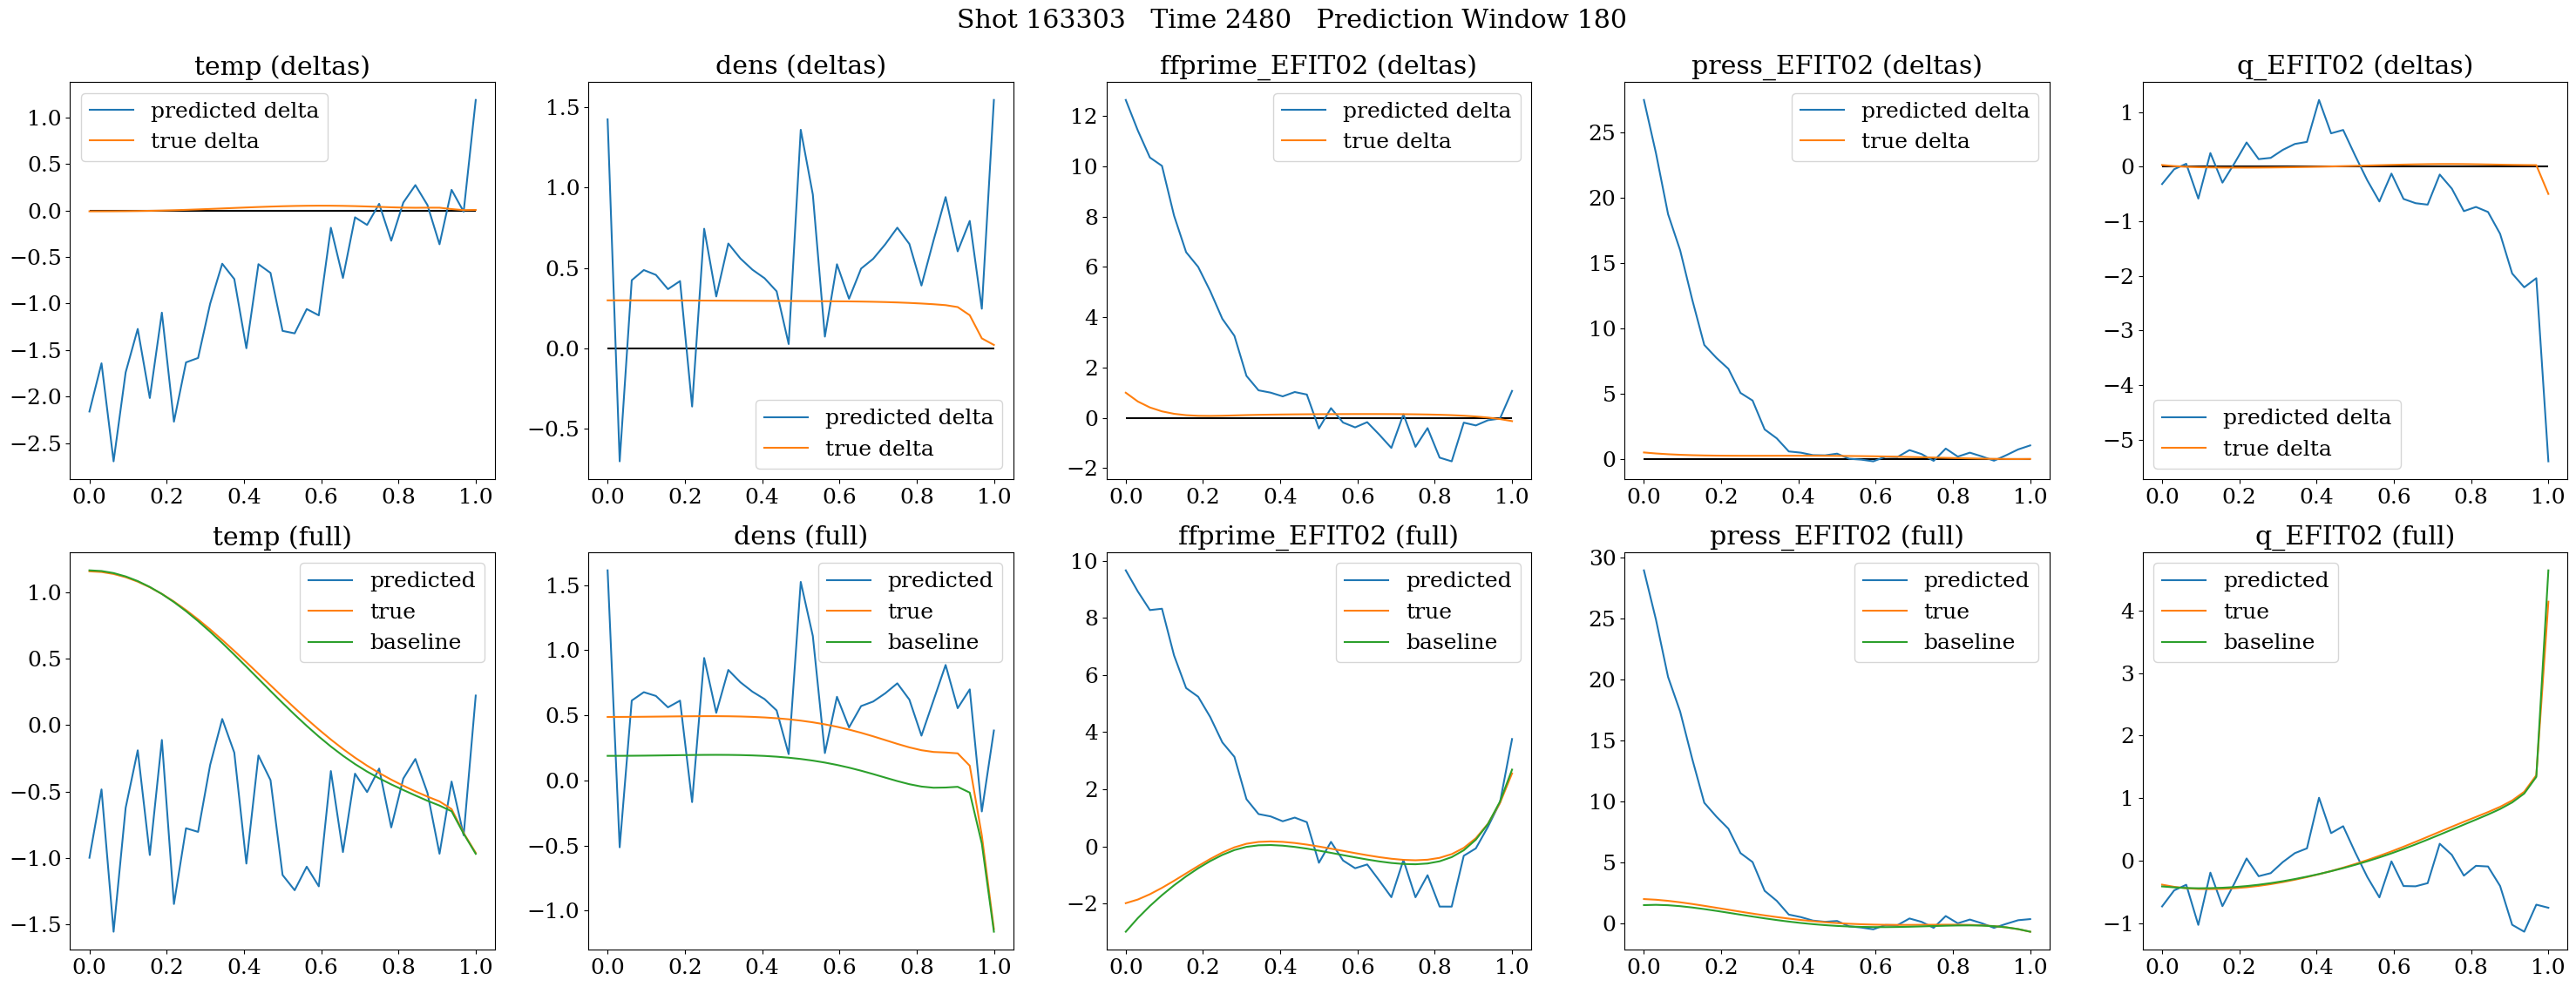 Shot 163303   Time 2480   Prediction Window 180
temp (deltas)
predicted delta
true delta
1.0
0.5
0.0
−0.5
−1.0
−1.5
−2.0
−2.5
0.0 0.2 0.4 0.6 0.8 1.0
dens (deltas)
1.5
1.0
0.5
0.0
−0.5
predicted delta
true delta
0.0 0.2 0.4 0.6 0.8 1.0
ffprime_EFIT02 (deltas)
predicted delta
true delta
12
10
8
6
4
2
0
−2
0.0 0.2 0.4 0.6 0.8 1.0
press_EFIT02 (deltas)
predicted delta
true delta
25
20
15
10
5
0
0.0 0.2 0.4 0.6 0.8 1.0
q_EFIT02 (deltas)
1
0
−1
−2
−3
−4
−5
predicted delta
true delta
0.0 0.2 0.4 0.6 0.8 1.0
temp (full)
predicted
true
baseline
1.0
0.5
0.0
−0.5
−1.0
−1.5
0.0 0.2 0.4 0.6 0.8 1.0
dens (full)
predicted
true
baseline
1.5
1.0
0.5
0.0
−0.5
−1.0
0.0 0.2 0.4 0.6 0.8 1.0
ffprime_EFIT02 (full)
predicted
true
baseline
10
8
6
4
2
0
−2
0.0 0.2 0.4 0.6 0.8 1.0
press_EFIT02 (full)
predicted
true
baseline
30
25
20
15
10
5
0
0.0 0.2 0.4 0.6 0.8 1.0
q_EFIT02 (full)
predicted
true
baseline
4
3
2
1
0
−1
0.0 0.2 0.4 0.6 0.8 1.0